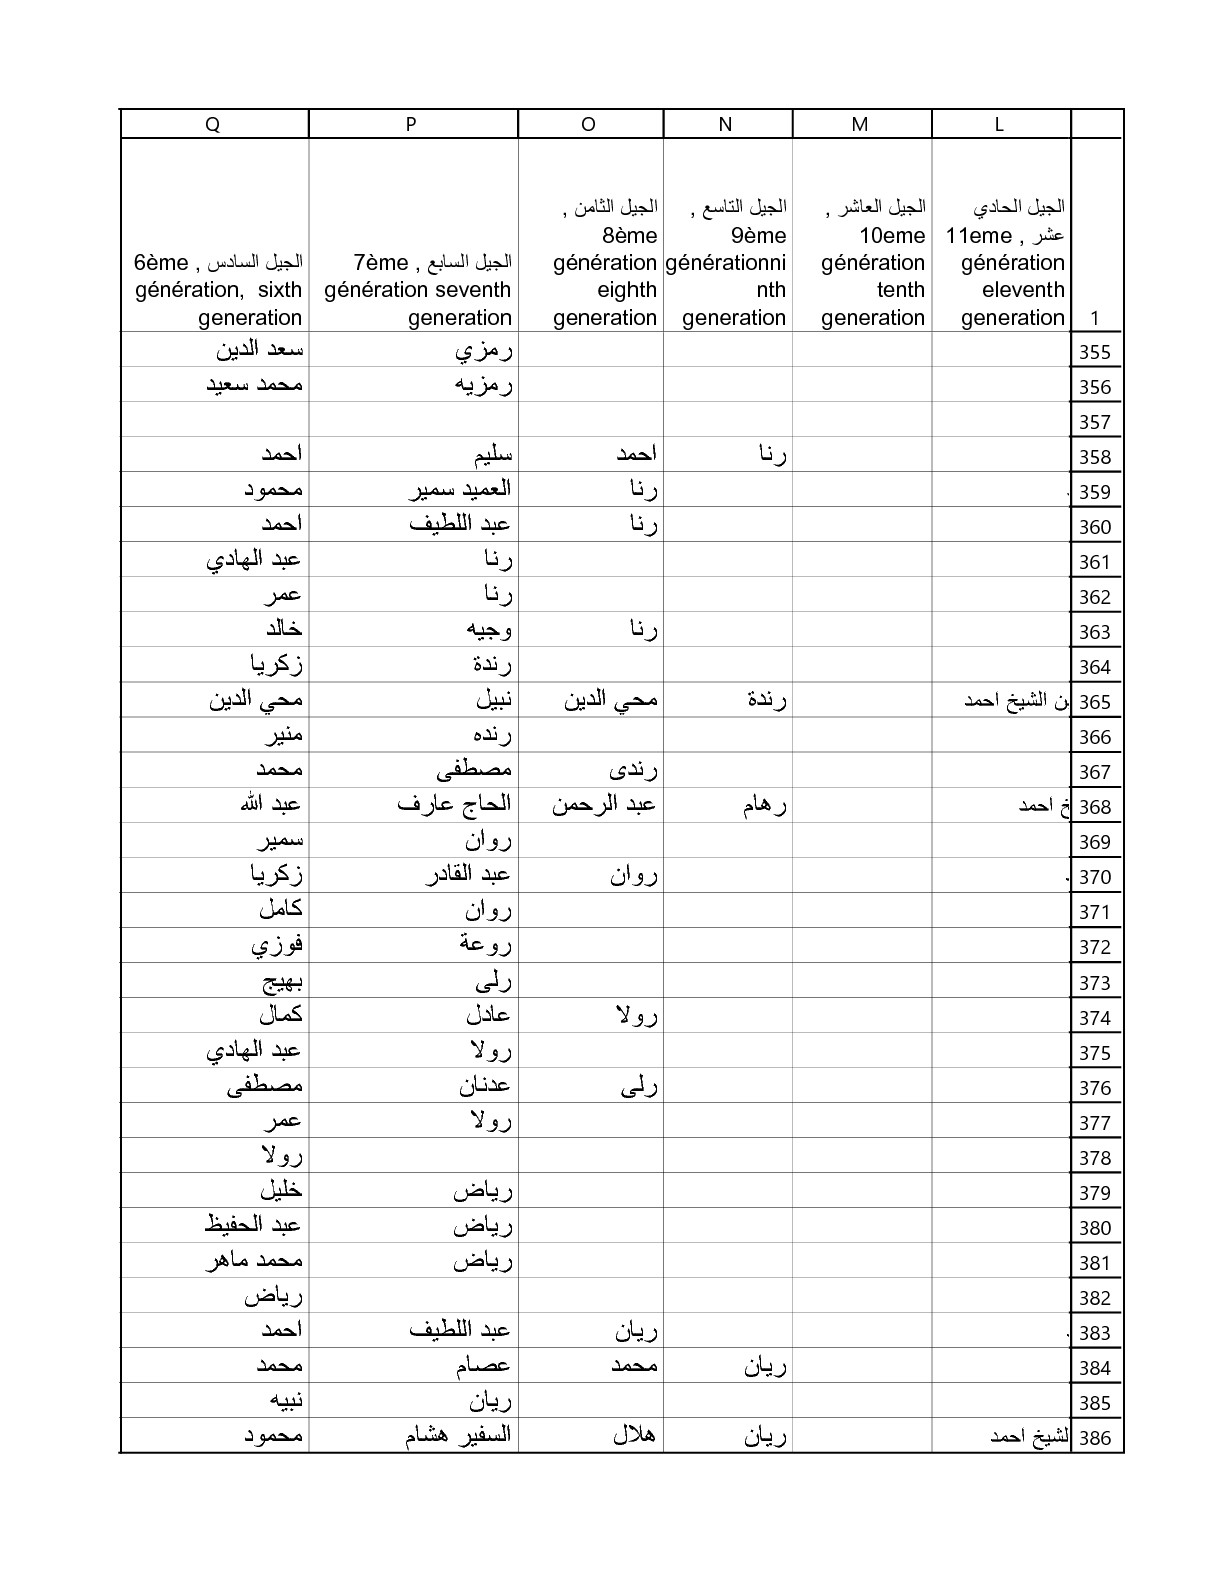 Q P O N M L
1 الجيل الحادي عشر , 11eme génération eleventh generation الجيل العاشر , 10eme génération tenth generation الجيل التاسع , 9ème générationni nth generation الجيل الثامن , 8ème génération eighth generation الجيل السابع , 7ème génération seventh generation الجيل السادس , 6ème génération, sixth generation
355 رمزي سعد الدين
356 رمزيه محمد سعيد
357
358 رنا احمد سليم احمد
359 رنا العميد سمير محمود
360 رنا عبد اللطيف احمد
361 رنا عبد الهادي
362 رنا عمر
363 رنا وجيه خالد
364 رندة زكريا
365 ن الشيخ احمد رندة محي الدين نبيل محي الدين
366 رنده منير
367 رندى مصطفى محمد
368 خ احمد رهام عبد الرحمن الحاج عارف عبد الله
369 روان سمير
370 روان عبد القادر زكريا
371 روان كامل
372 روعة فوزي
373 رلى بهيج
374 رولا عادل كمال
375 رولا عبد الهادي
376 رلى عدنان مصطفى
377 رولا عمر
378 رولا
379 رياض خليل
380 رياض عبد الحفيظ
381 رياض محمد ماهر
382 رياض
383 ريان عبد اللطيف احمد
384 ريان محمد عصام محمد
385 ريان نبيه
386 لشيخ احمد ريان هلال السفير هشام محمود